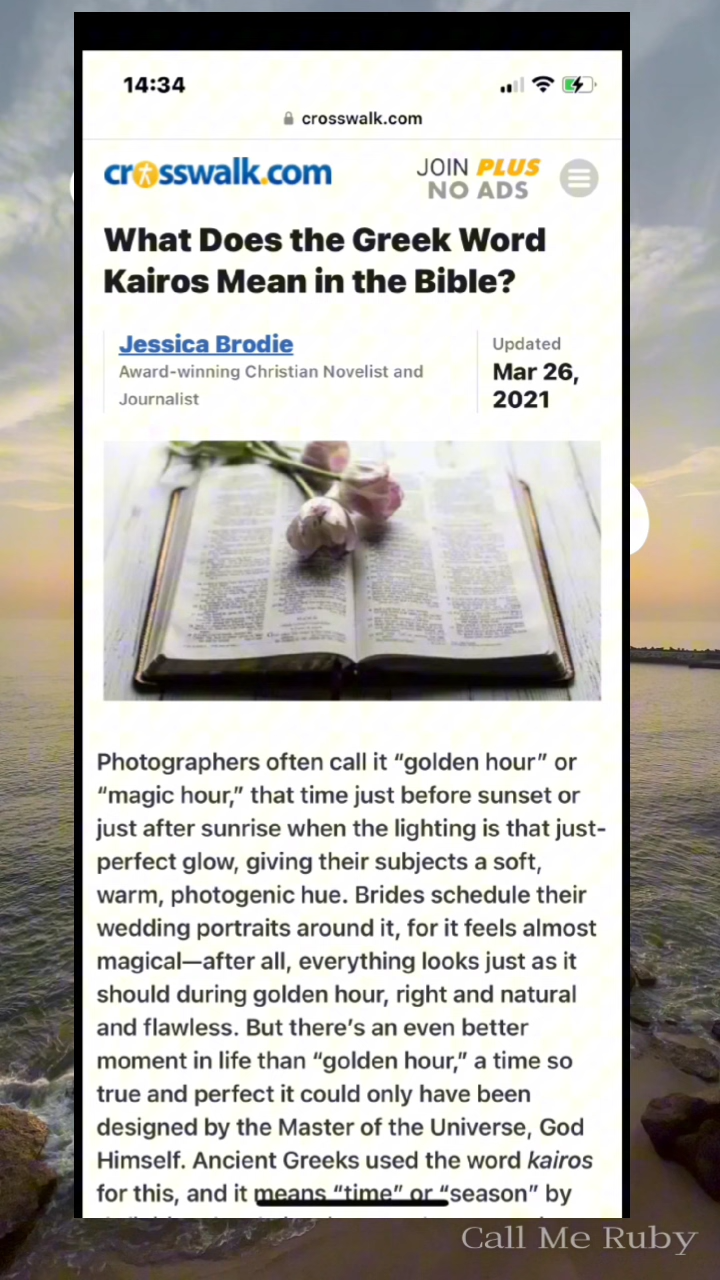 14:34
crosswalk.com
crosswalk.com
JOIN PLUS
NO ADS
What Does the Greek Word
Kairos Mean in the Bible?
Jessica Brodie
Award-winning Christian Novelist and
Journalist
Updated
Mar 26,
2021
Photographers often call it “golden hour” or
“magic hour,” that time just before sunset or
just after sunrise when the lighting is that just-
perfect glow, giving their subjects a soft,
warm, photogenic hue. Brides schedule their
wedding portraits around it, for it feels almost
magical—after all, everything looks just as it
should during golden hour, right and natural
and flawless. But there’s an even better
moment in life than “golden hour,” a time so
true and perfect it could only have been
designed by the Master of the Universe, God
Himself. Ancient Greeks used the word kairos
for this, and it means “time” or “season” by
Call Me Ruby